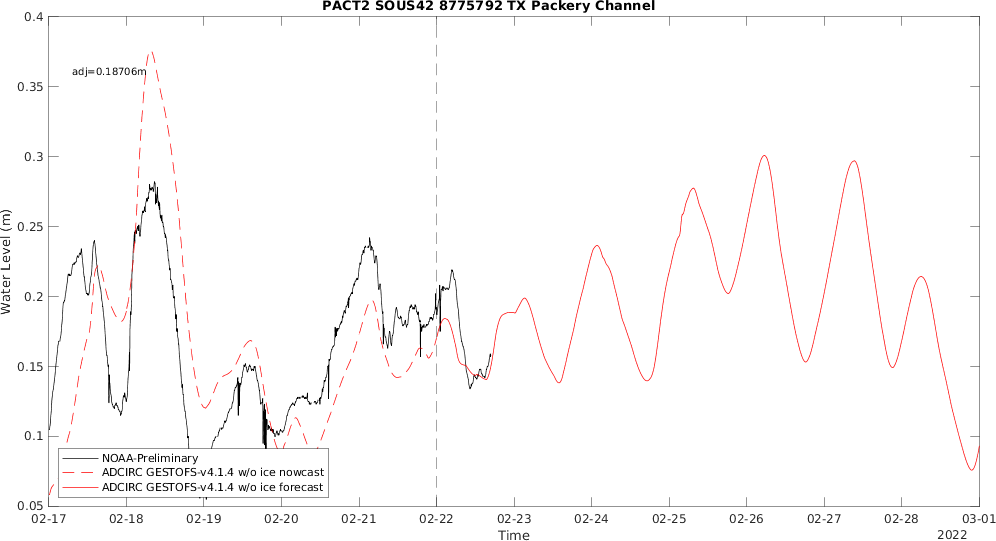 PACT2 SOUS42 8775792 TX Packery Channel
0.4
adj=0.18706m
0.35
0.3
0.25
0.2
0.15
0.1
0.05
Water Level (m)
NOAA-Preliminary
ADCIRC GESTOFS-v4.1.4 w/o ice nowcast
ADCIRC GESTOFS-v4.1.4 w/o ice forecast
02-17 02-18 02-19 02-20 02-21 02-22 02-23 02-24 02-25 02-26 02-27 02-28 03-01
Time
2022